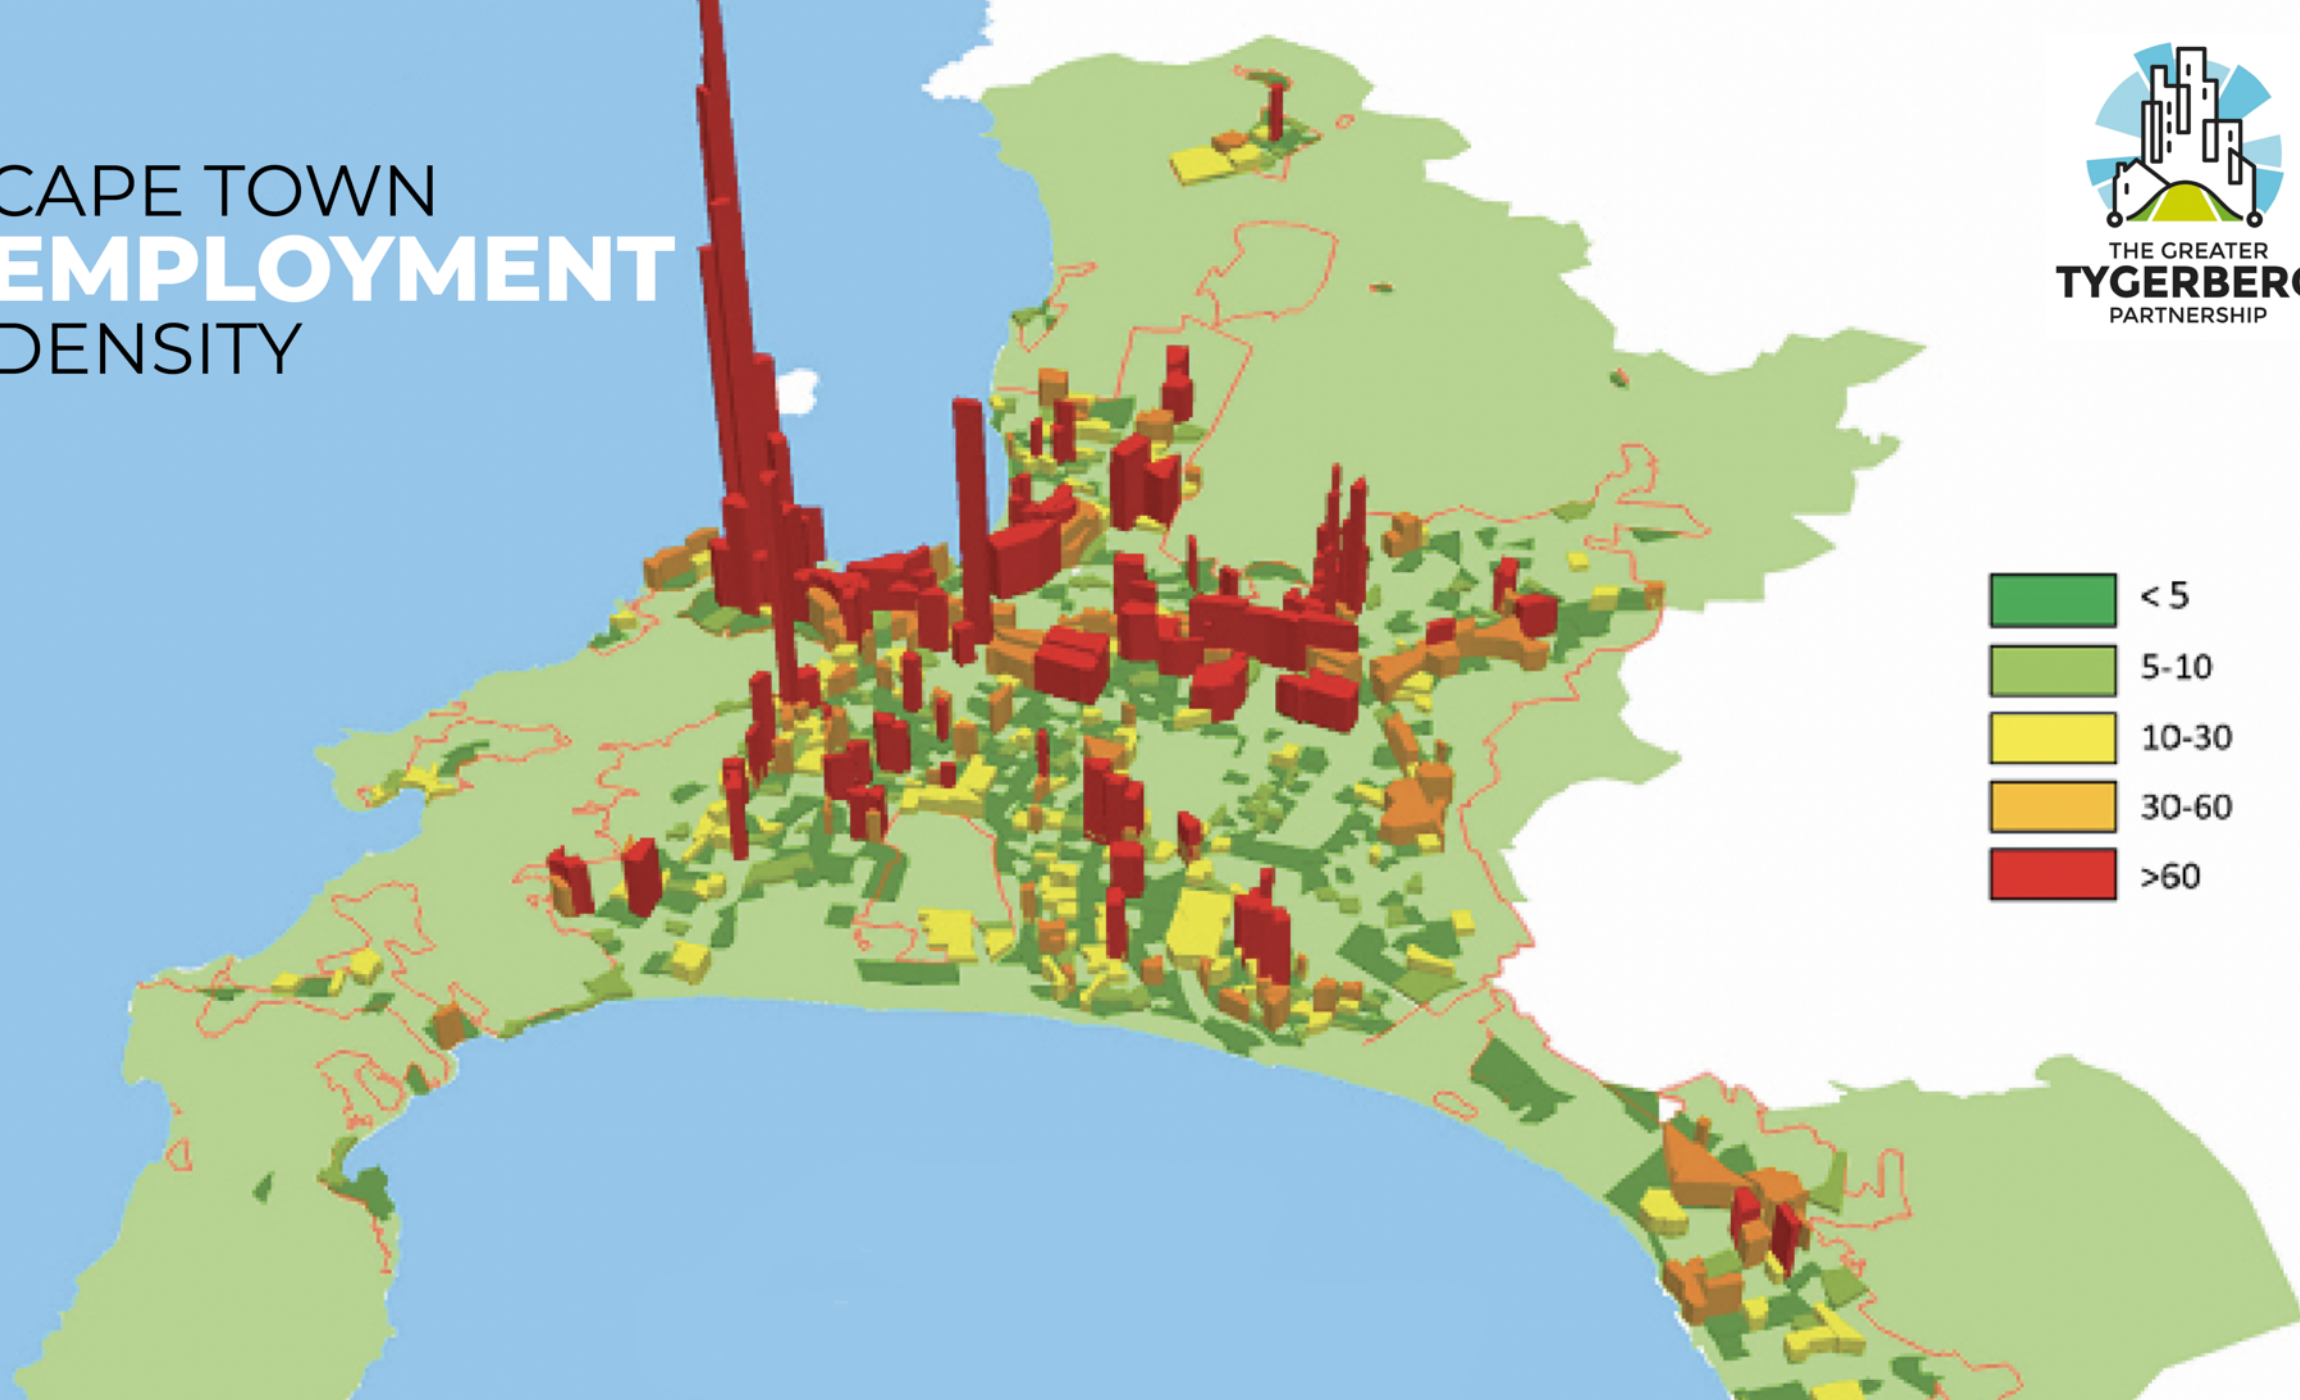 CAPE TOWN
EMPLOYMENT
DENSITY
THE GREATER
TYGERBERG
PARTNERSHIP
< 5
5-10
10-30
30-60
>60